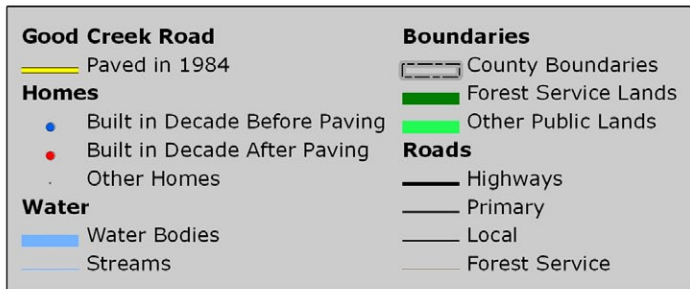 Good Creek Road
Paved in 1984
Homes
Built in Decade Before Paving
Built in Decade After Paving
Other Homes
Water
Water Bodies
Streams
Boundaries
County Boundaries
Forest Service Lands
Other Public Lands
Roads
Highways
Primary
Local
Forest Service